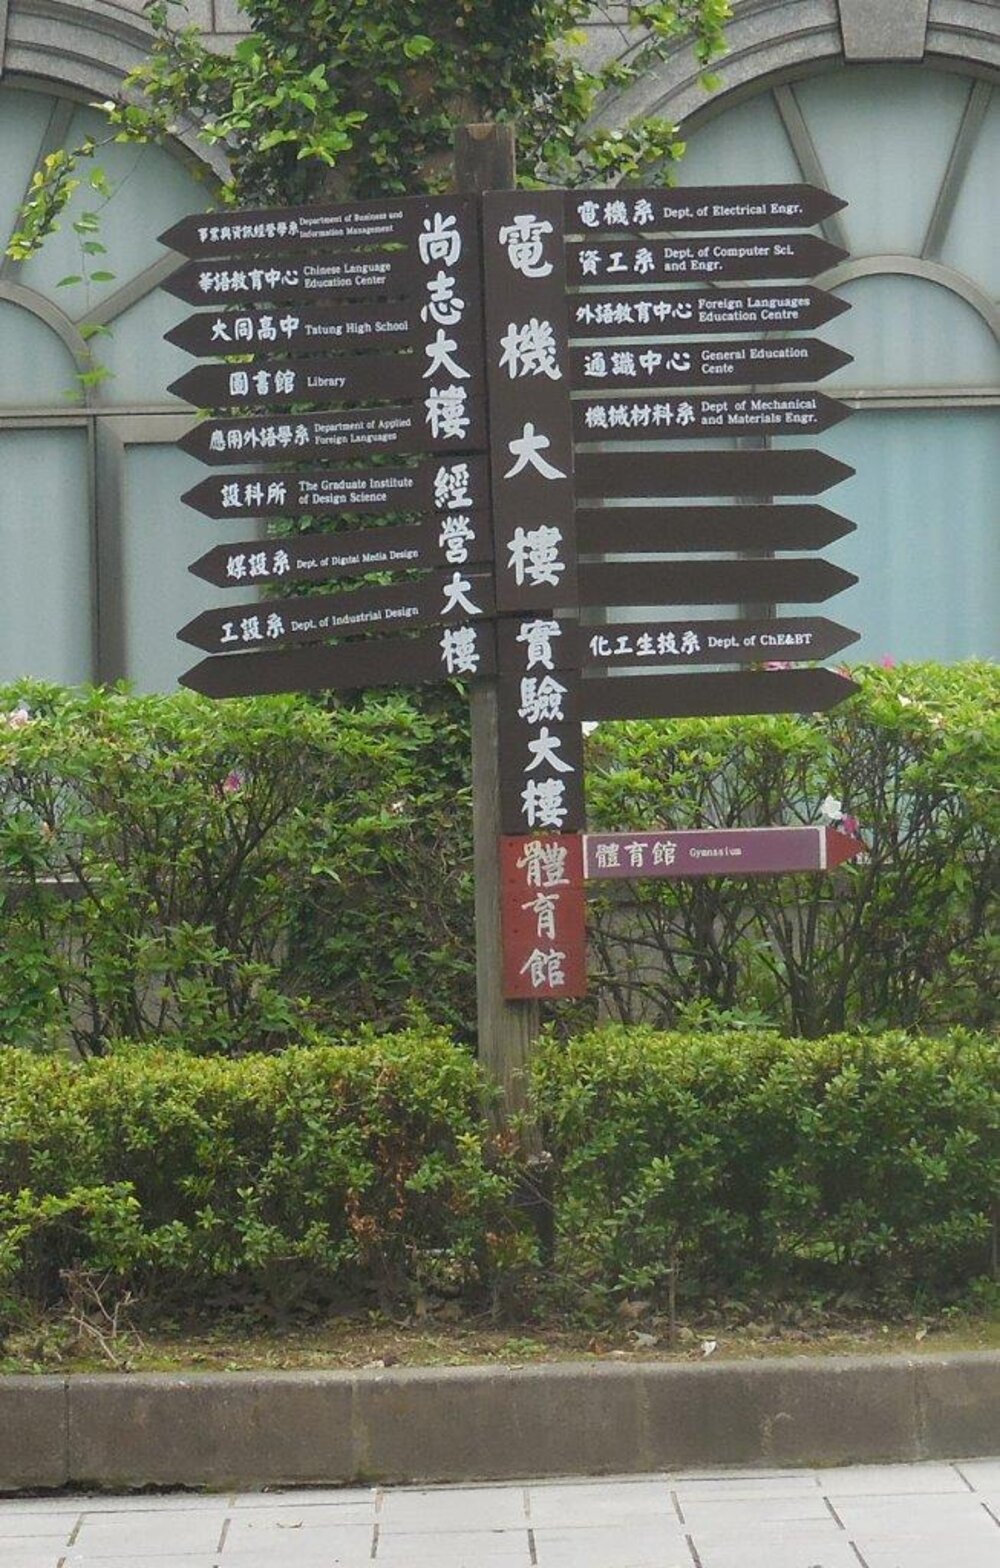 尚志大樓
事業與資訊經營學系 Department of Business and
Information Management
華語教育中心 Chinese Language
Education Center
大同高中 Tatung High School
圖書館 Library
應用外語學系 Department of Applied
Foreign Languages
經營大樓
設科所 The Graduate Institute
of Design Science
媒設系 Dept. of Digital Media Design
工設系 Dept. of Industrial Design
電機大樓
電機系 Dept. of Electrical Engr.
資工系 Dept. of Computer Sci.
and Engr.
外語教育中心 Foreign Languages
Education Centre
通識中心 General Education
Cente
機械材料系 Dept of Mechanical
and Materials Engr.
實驗大樓
化工生技系 Dept. of ChE&BT
體育館
體育館 Gymnasium